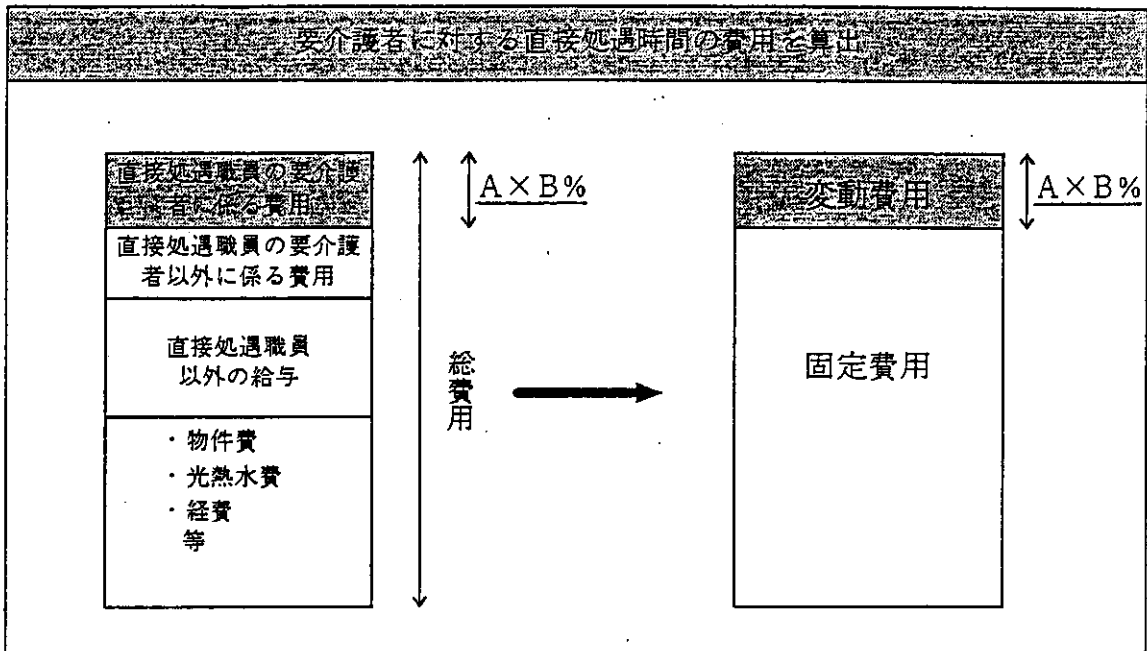 要介護者に対する直接処遇時間の費用を算出
直接処遇職員の要介護
者に係る費用
A×B%
直接処遇職員の要介護
者以外に係る費用
直接処遇職員
以外の給与
・物件費
・光熱水費
・経費
等
総費用
変動費用
A×B%
固定費用